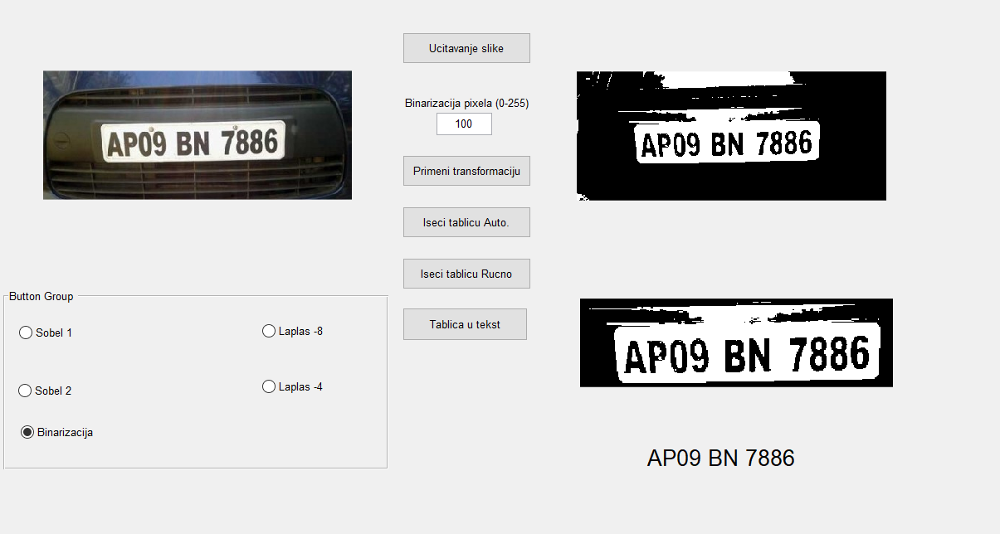 Ucitavanje slike
Binarizacija pixela (0-255)
100
Primeni transformaciju
Iseci tablicu Auto.
Iseci tablicu Rucno
Tablica u tekst
AP09 BN 7886
Button Group
Sobel 1
Laplas -8
Sobel 2
Laplas -4
Binarizacija
AP09 BN 7886
AP09 BN 7886
AP09 BN 7886